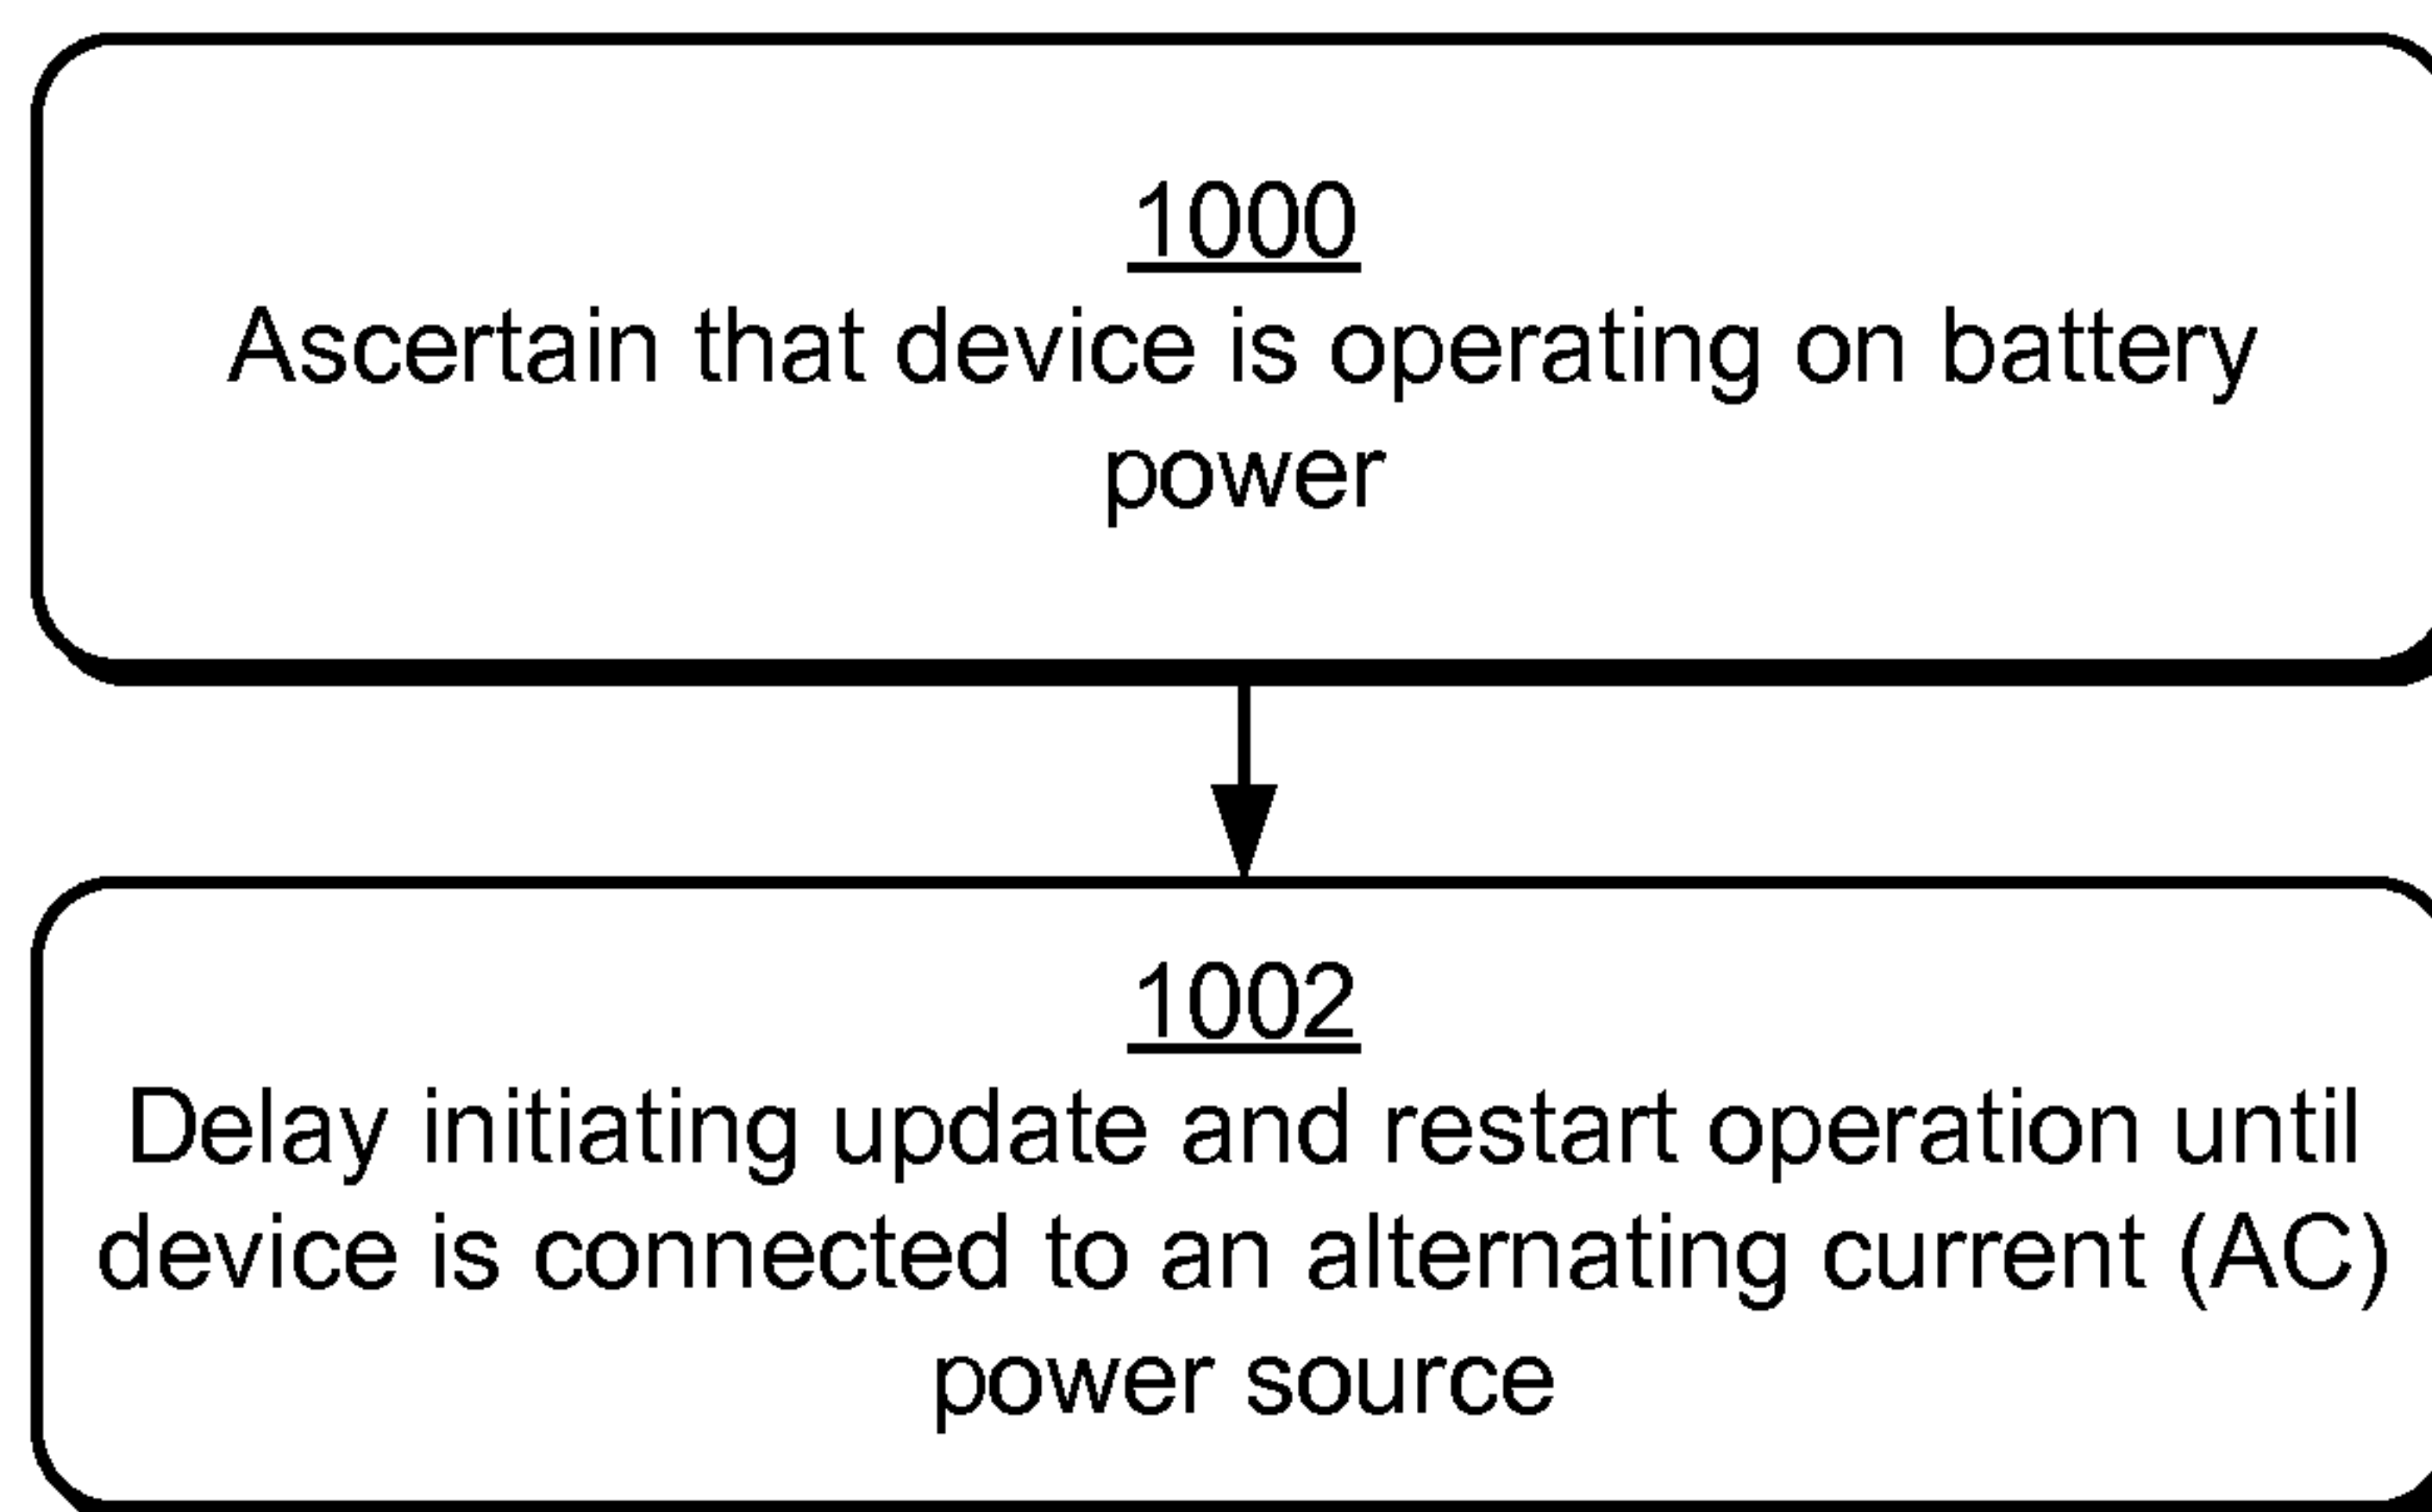 1000
Ascertain that device is operating on battery
power
1002
Delay initiating update and restart operation until
device is connected to an alternating current (AC)
power source